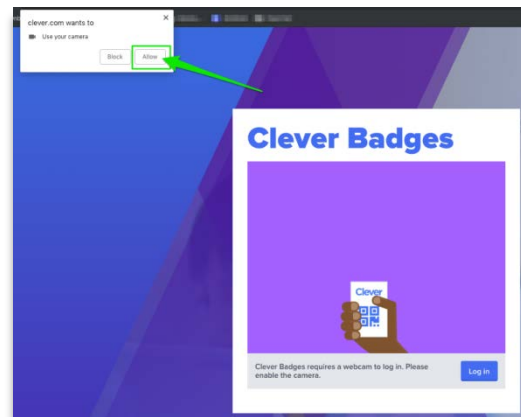 clever.com wants to
×
Use your camera
Block
Allow
Clever Badges
Clever
Clever Badges requires a webcam to log in. Please
enable the camera.
Log in